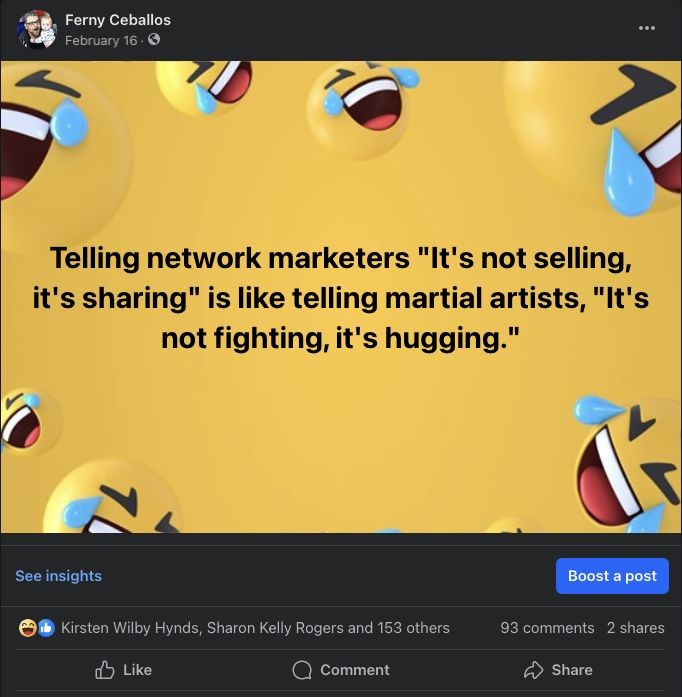 Ferny Ceballos
February 16 ·
Telling network marketers "It's not selling,
it's sharing" is like telling martial artists, "It's
not fighting, it's hugging."
See insights
Boost a post
Kirsten Wilby Hynds, Sharon Kelly Rogers and 153 others
93 comments 2 shares
Like
Comment
Share